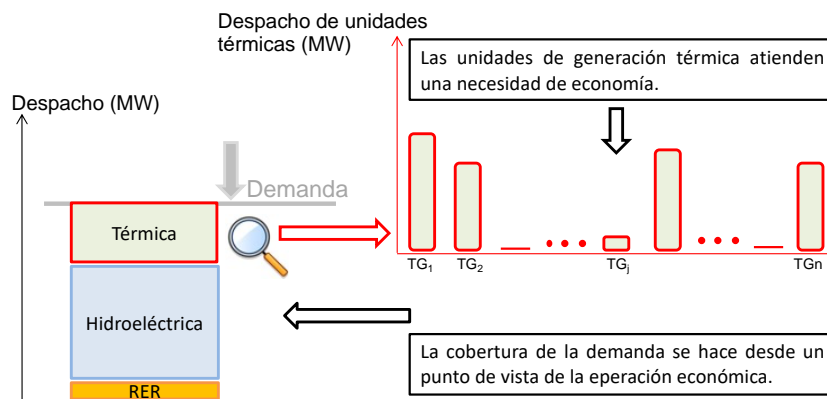 Despacho de unidades
térmicas (MW)
Las unidades de generación térmica atienden
una necesidad de economía.
Despacho (MW)
Demanda
Térmica
TG1 TG2 TGj TGn
Hidroeléctrica
La cobertura de la demanda se hace desde un
punto de vista de la eperación económica.
RER